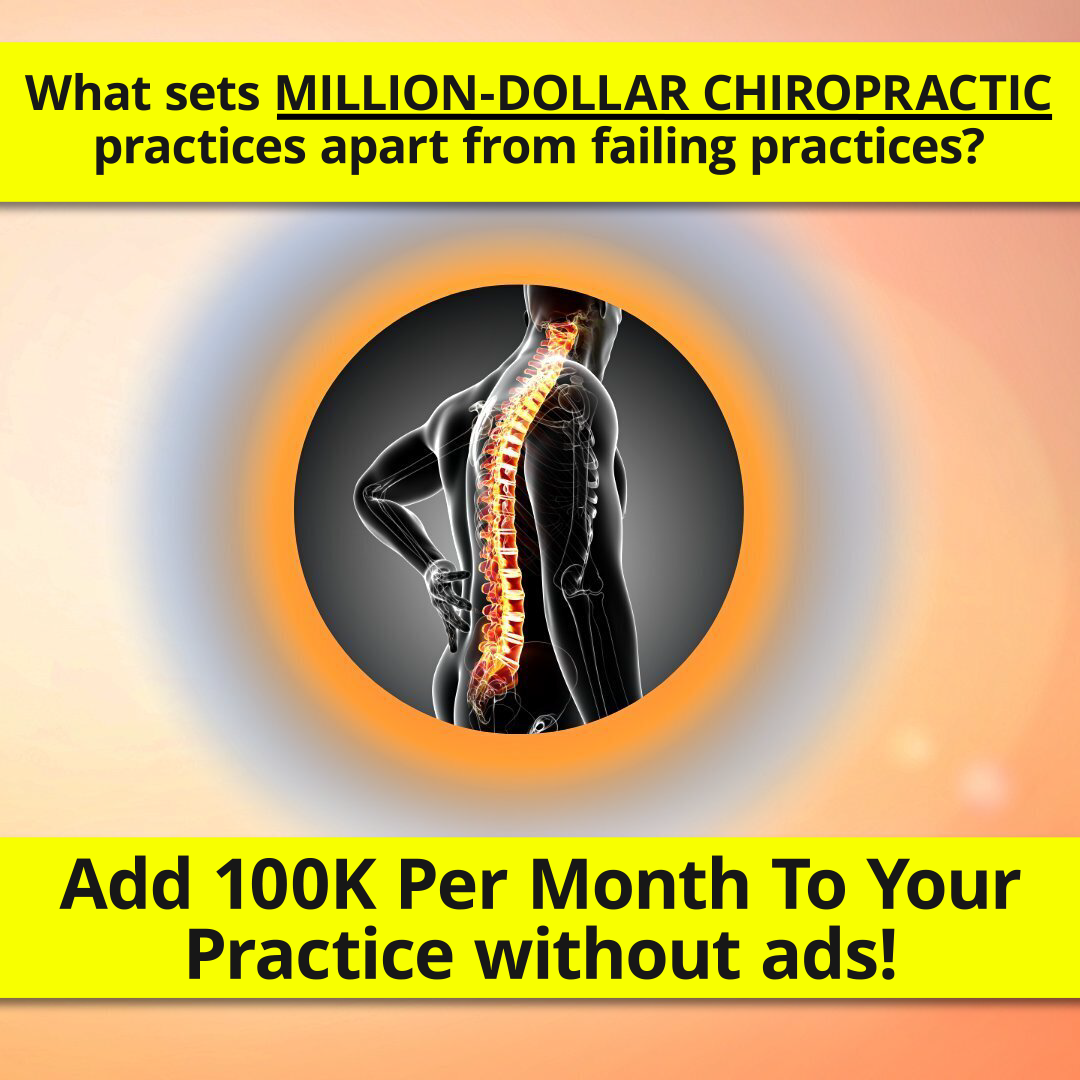 What sets MILLION-DOLLAR CHIROPRACTIC
practices apart from failing practices?
Add 100K Per Month To Your
Practice without ads!